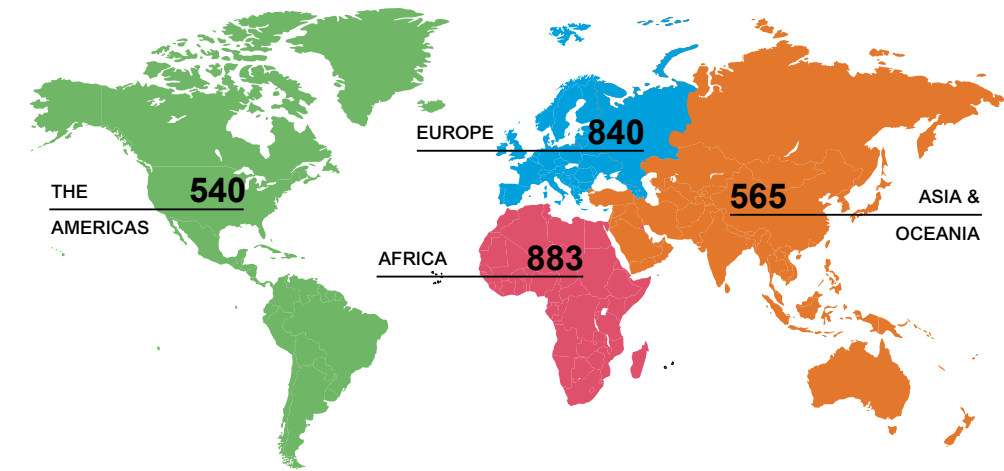 EUROPE 840
THE 540
AMERICAS
565 ASIA &
OCEANIA
AFRICA 883